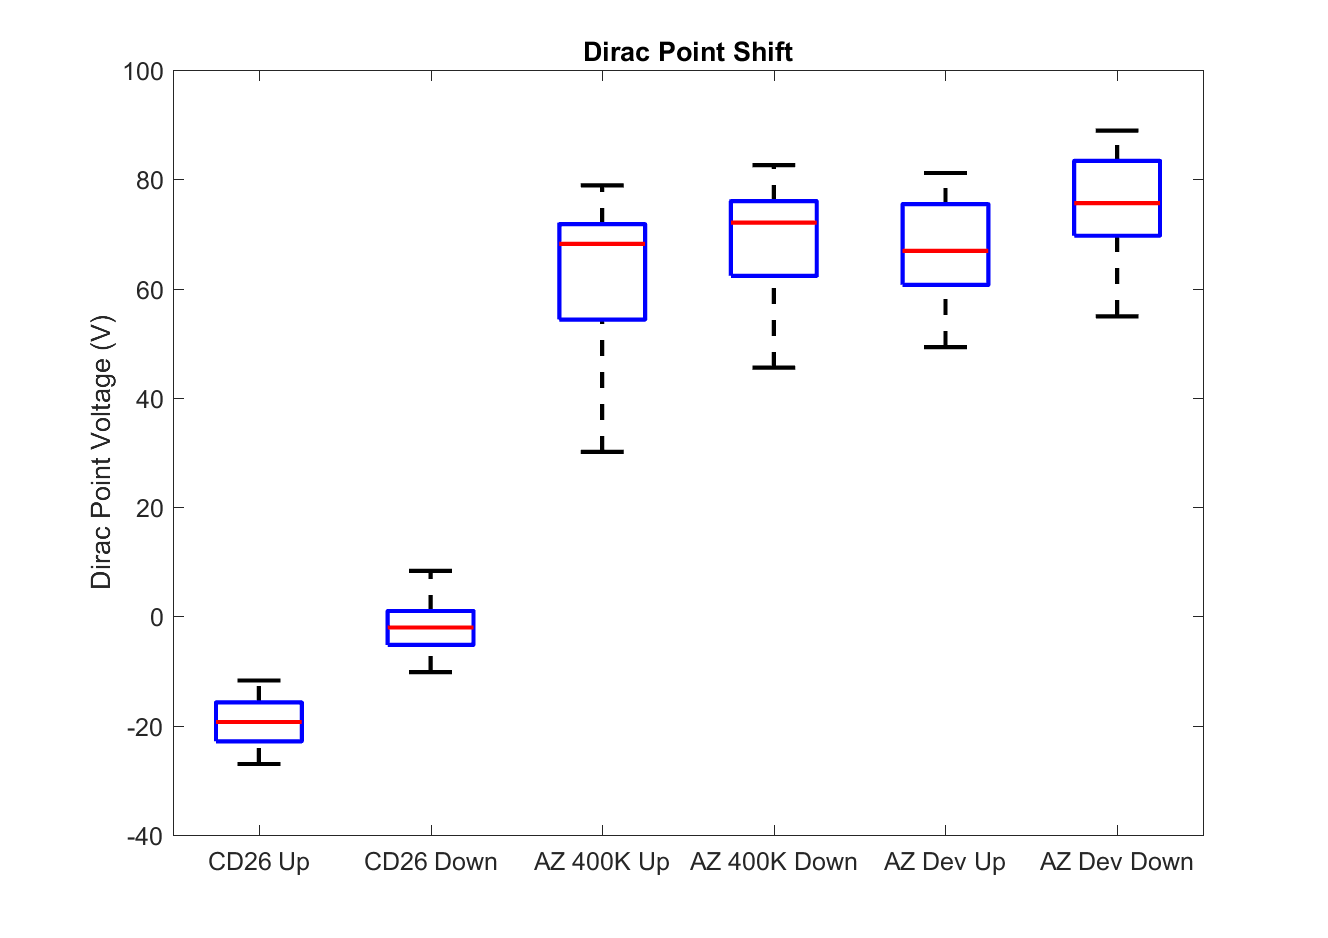 Dirac Point Shift
100
80
60
40
20
0
-20
-40
Dirac Point Voltage (V)
CD26 Up
CD26 Down
AZ 400K Up
AZ 400K Down
AZ Dev Up
AZ Dev Down